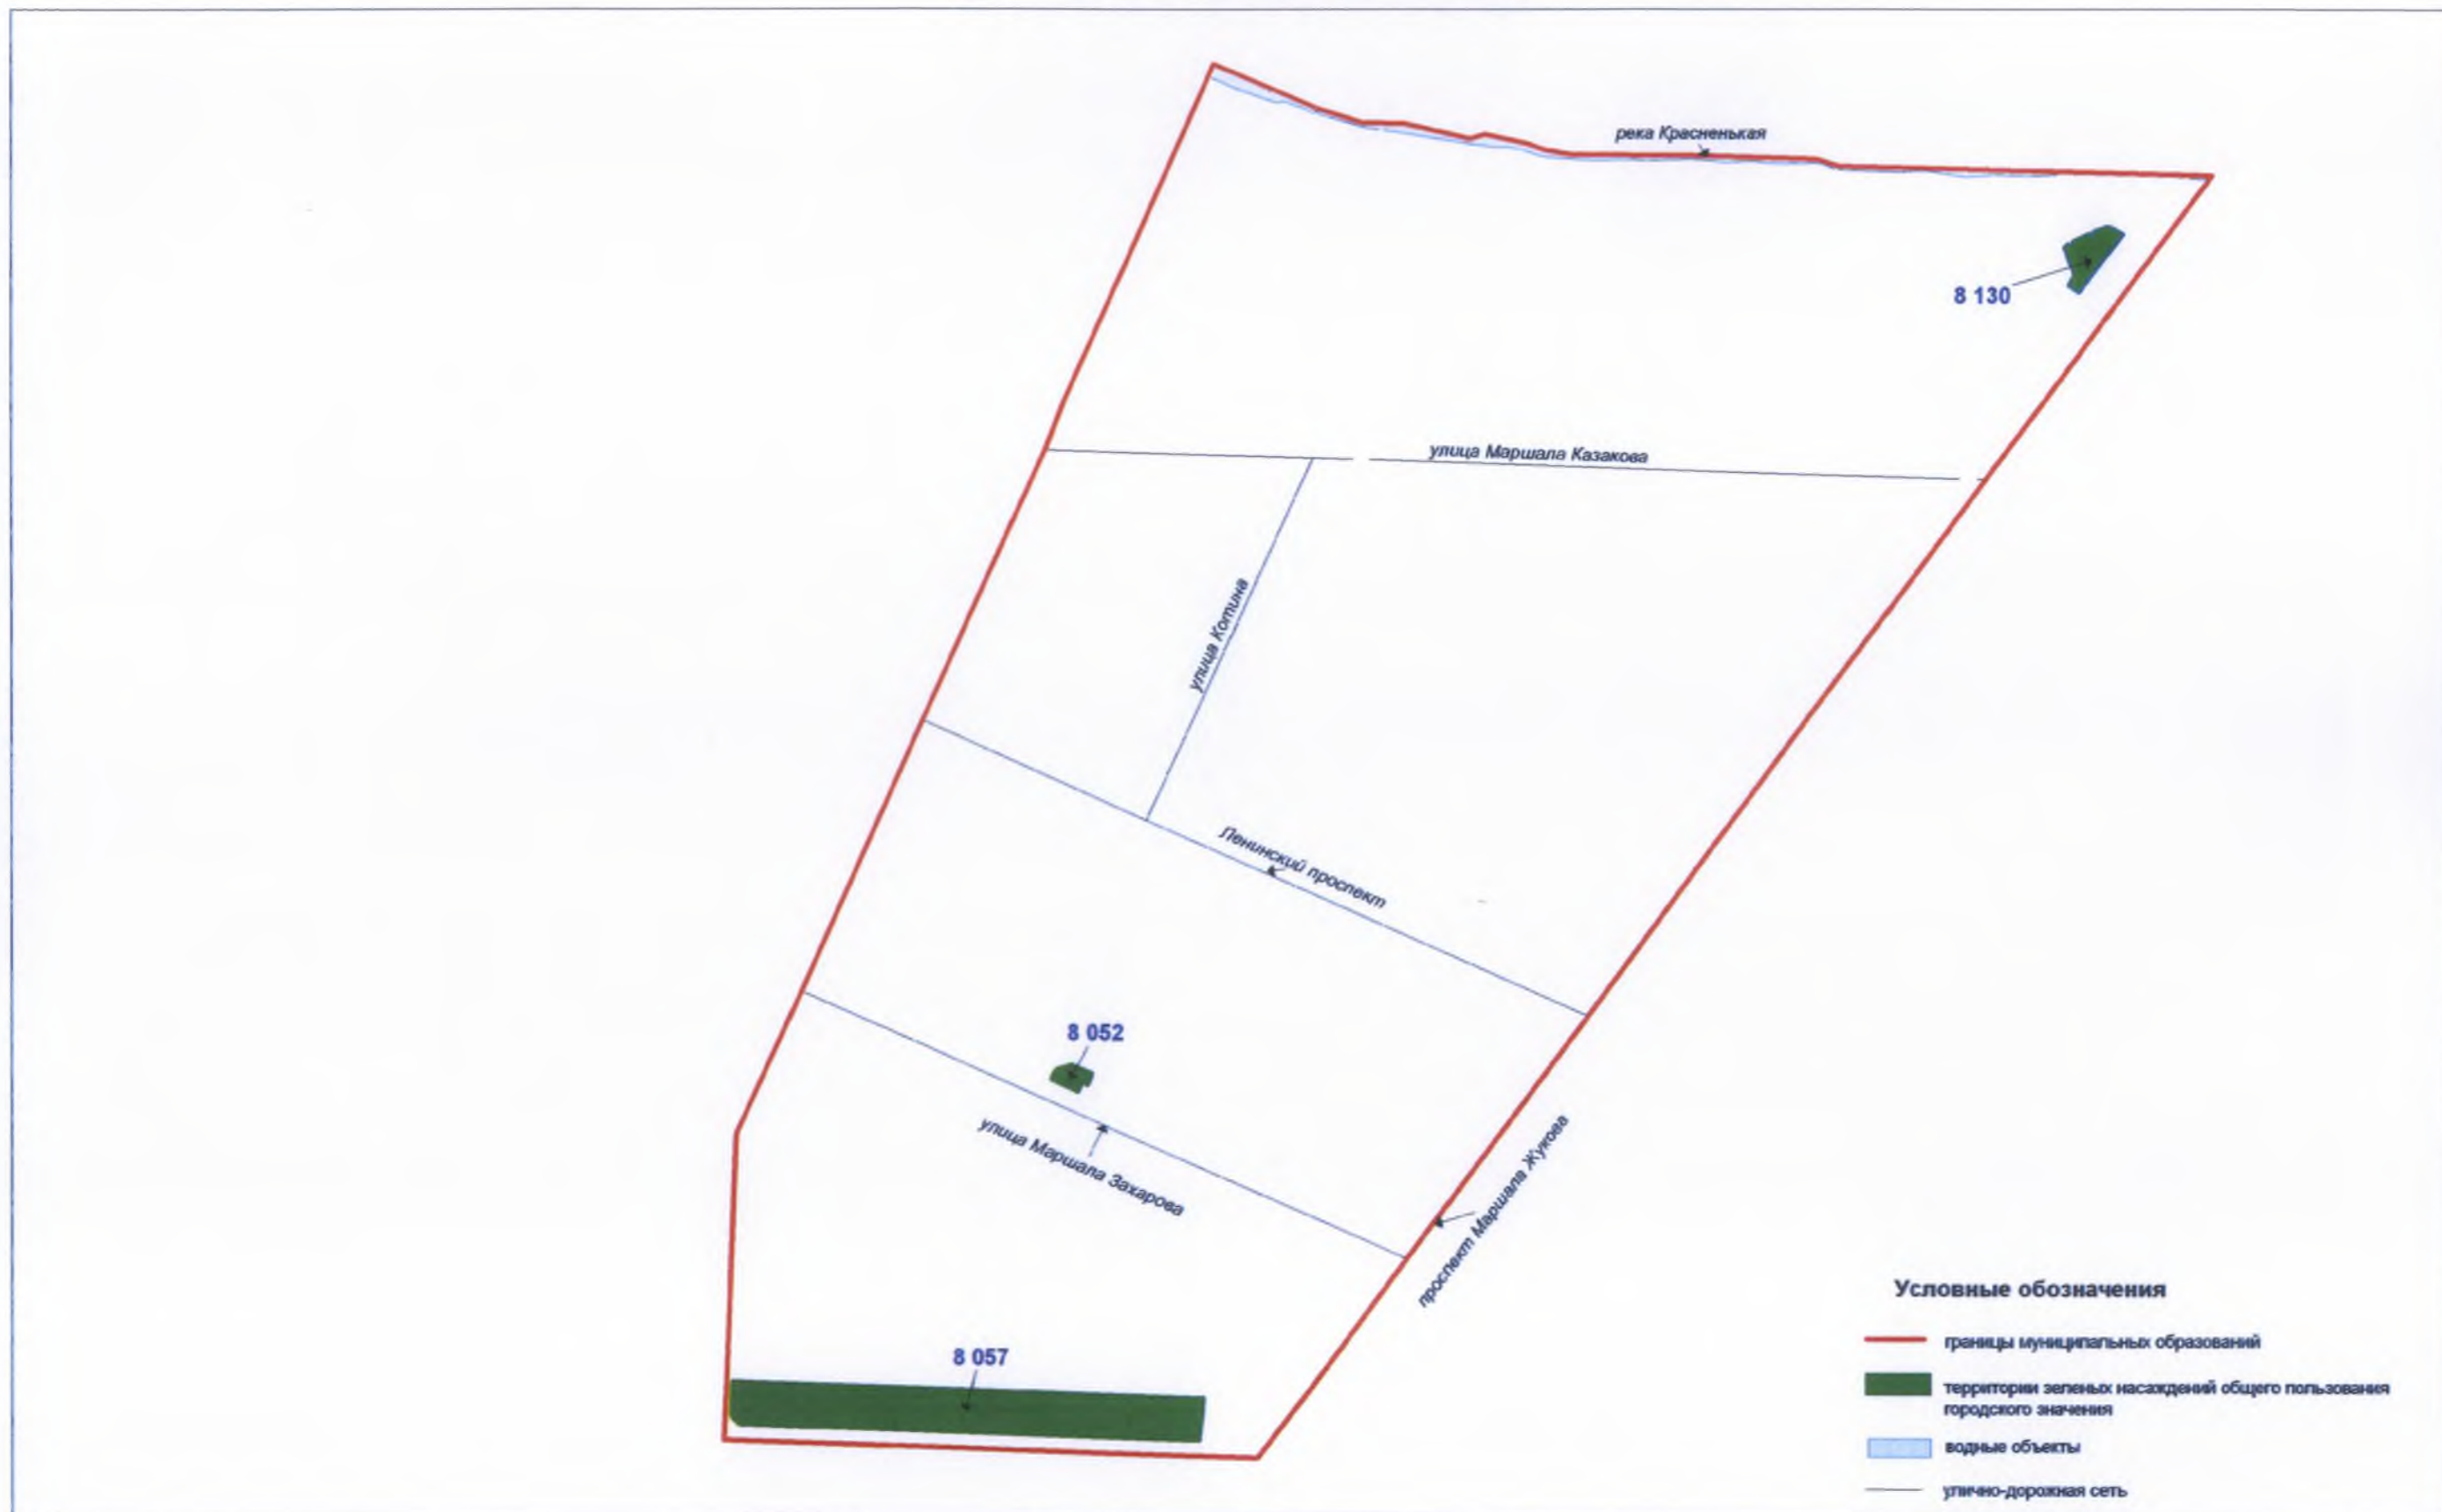 река Красненькая
8 130
улица Маршала Казакова
улица Котина
Ленинский проспект
8 052
улица Маршала Захарова
проспект Маршала Жукова
8 057
Условные обозначения
границы муниципальных образований
территории зеленых насаждений общего пользования
городского значения
водные объекты
улично-дорожная сеть